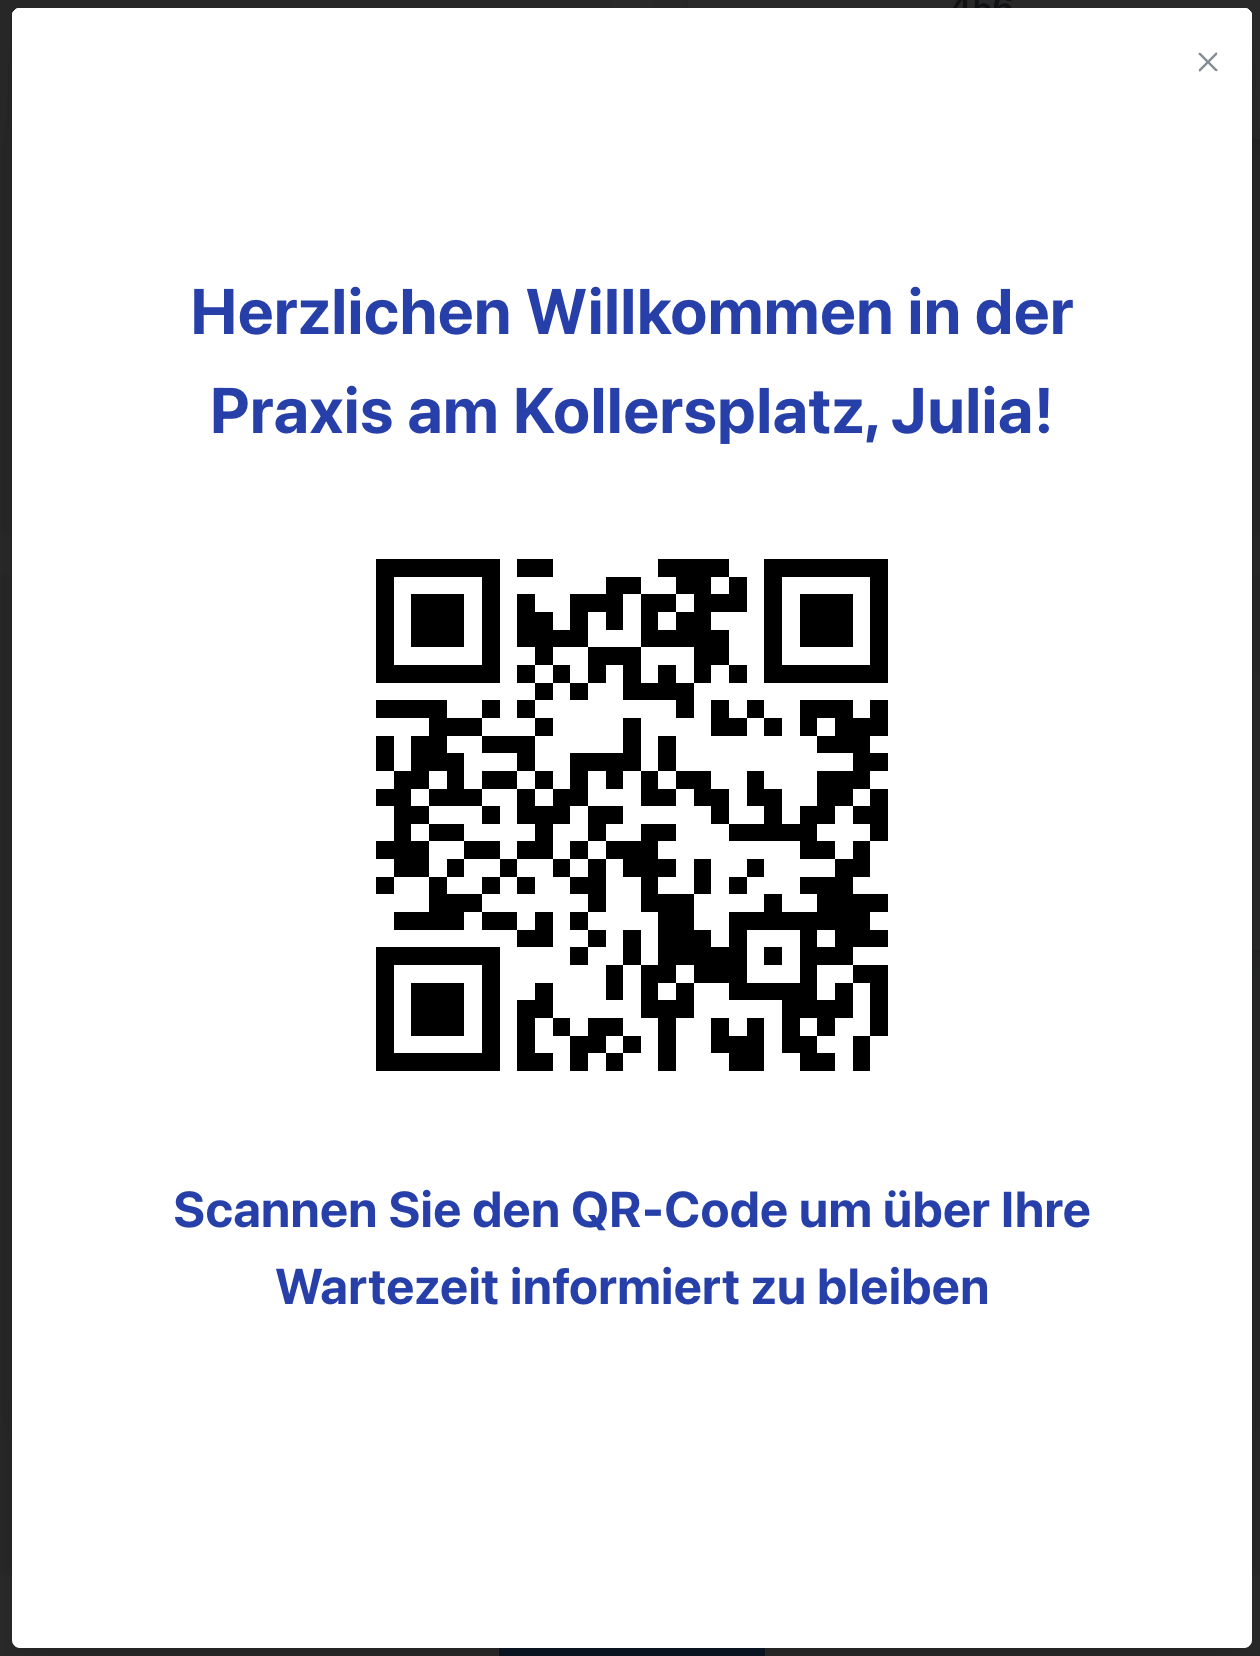 Herzlichen Willkommen in der
Praxis am Kollersplatz, Julia!
Scannen Sie den QR-Code um über Ihre
Wartezeit informiert zu bleiben